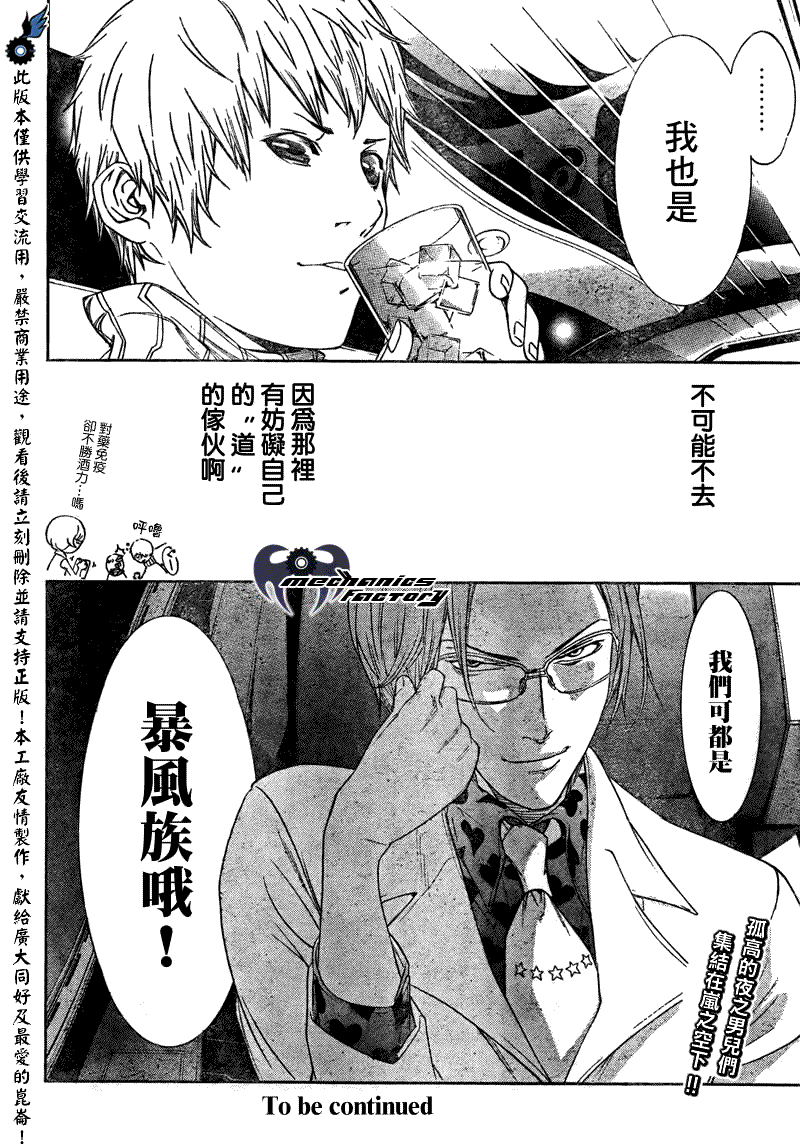 ………
我也是
不可能不去
因為那裡
有妨礙自己
的〝道〞
的傢伙啊
對藥免疫
卻不勝酒力…嗎
呼嚕
mechanics
factory
我們可都是
暴風族哦！
孤高的夜之男兒們
集結在嵐之空下!!
To be continued
此版本僅供學習交流用，嚴禁商業用途，觀看後請立刻刪除並請支持正版！本工廠友情製作，獻給廣大同好及最愛的崑崙！